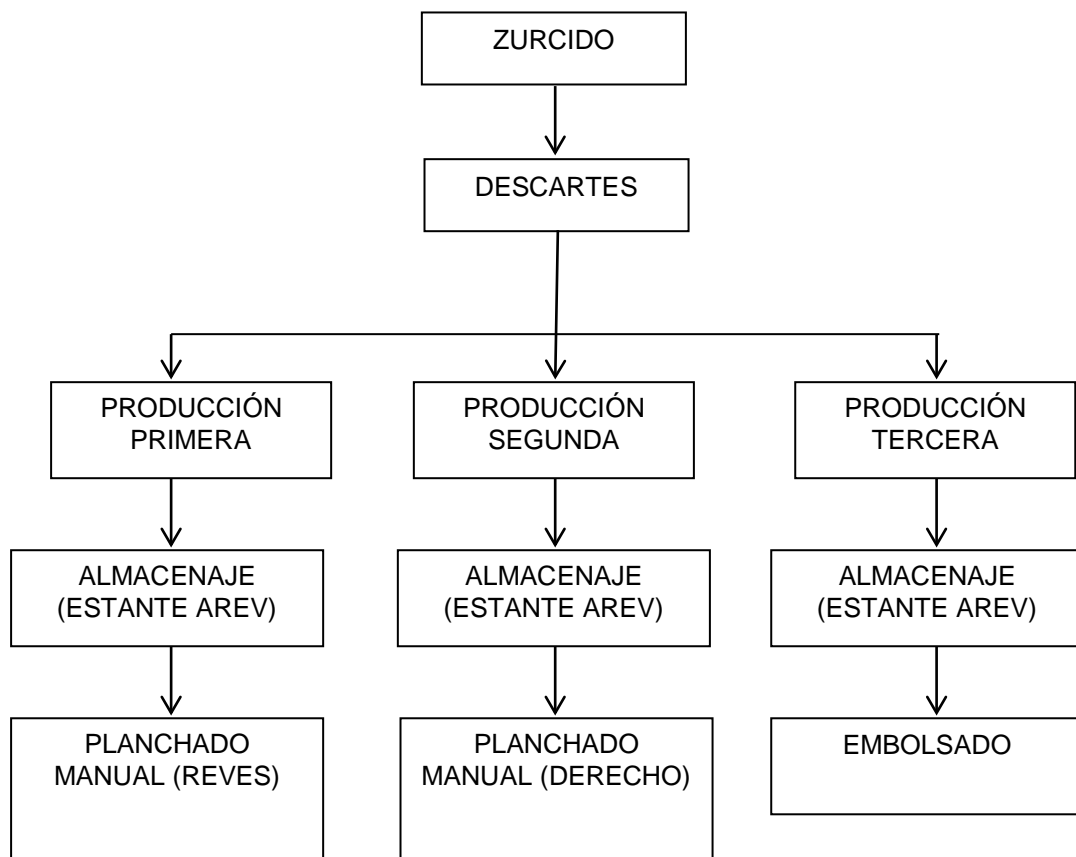 ZURCIDO
DESCARTES
PRODUCCIÓN
PRIMERA
PRODUCCIÓN
SEGUNDA
PRODUCCIÓN
TERCERA
ALMACENAJE
(ESTANTE AREV)
ALMACENAJE
(ESTANTE AREV)
ALMACENAJE
(ESTANTE AREV)
PLANCHADO
MANUAL (REVES)
PLANCHADO
MANUAL (DERECHO)
EMBOLSADO